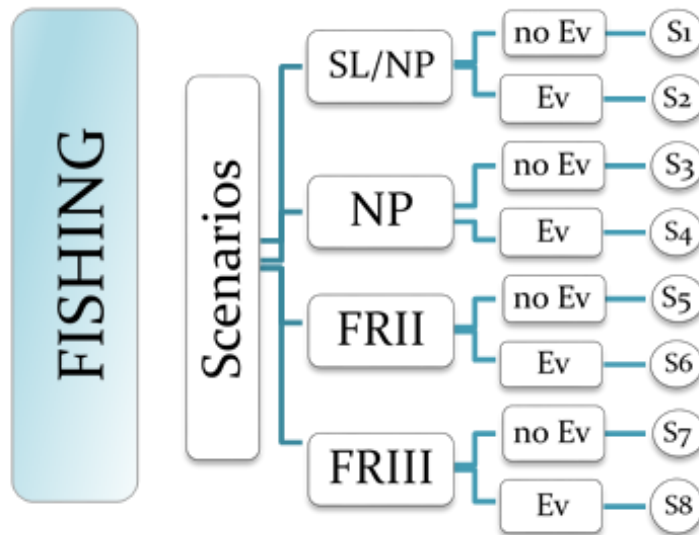 FISHING
Scenarios
SL/NP
no Ev
S1
Ev
S2
NP
no Ev
S3
Ev
S4
FRII
no Ev
S5
Ev
S6
FRIII
no Ev
S7
Ev
S8